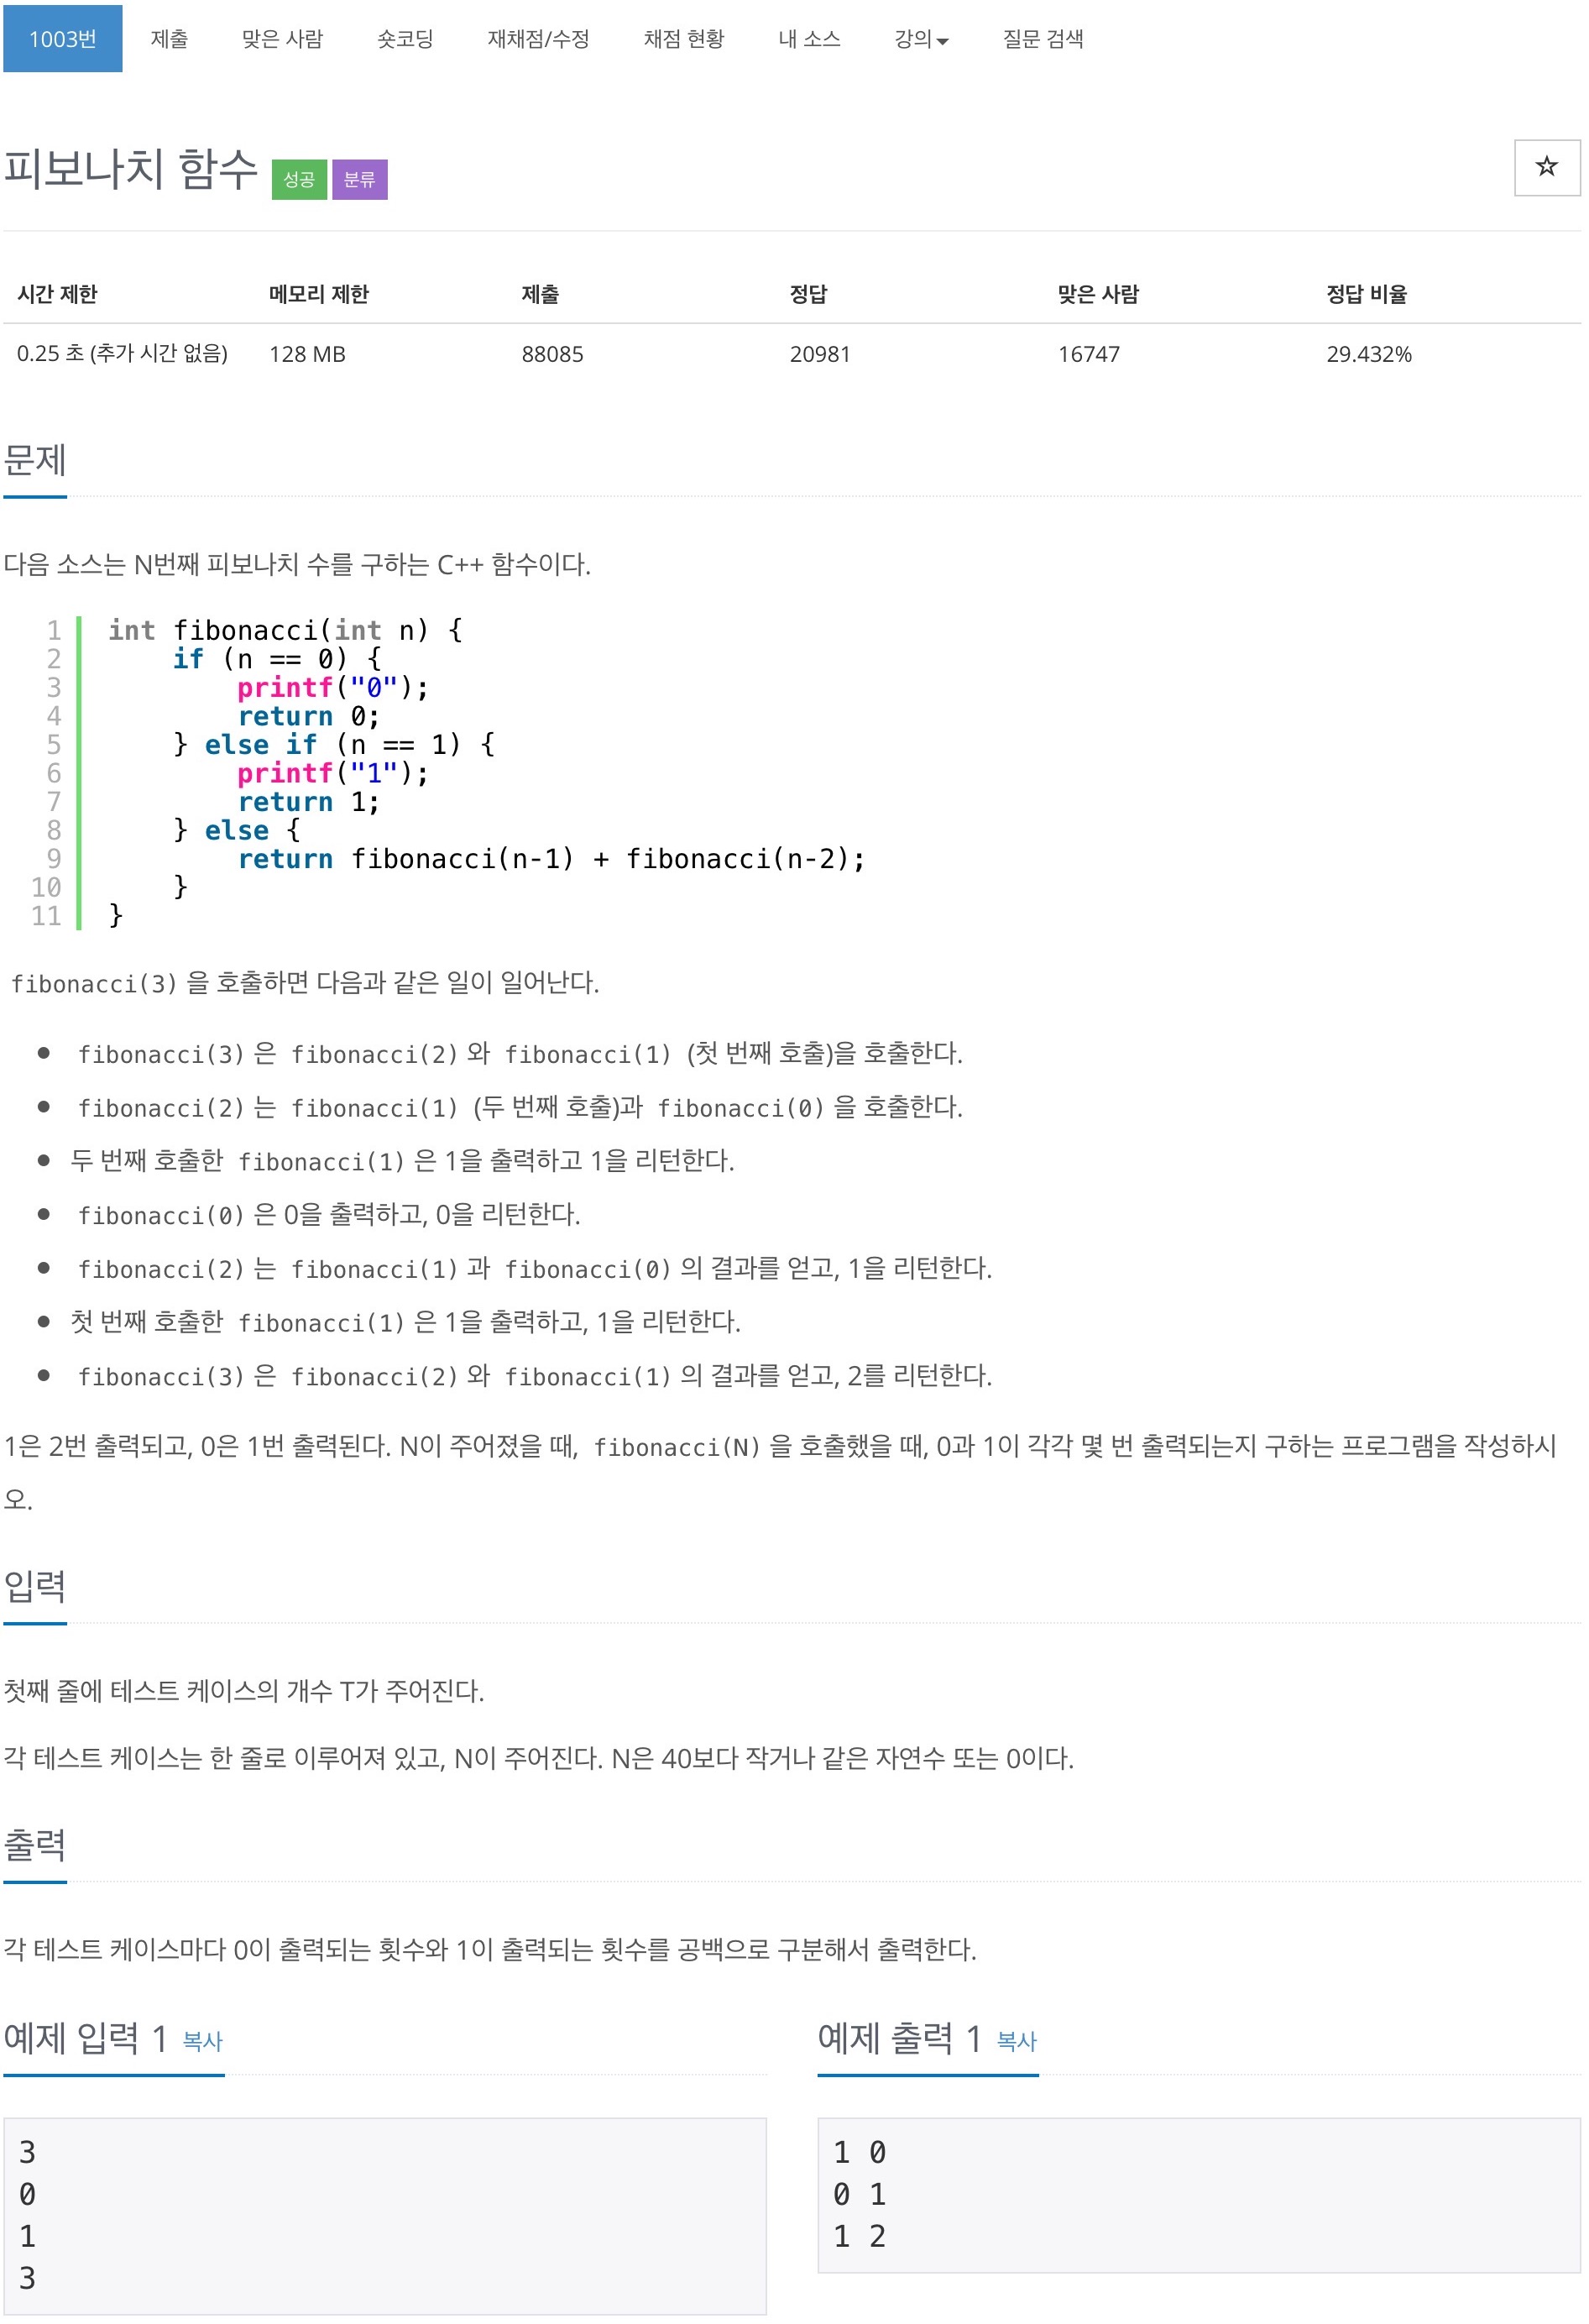 1003번 제출 맞은 사람 숏코딩 재채점/수정 채점 현황 내 소스 강의 질문 검색
피보나치 함수 성공 분류
시간 제한 메모리 제한 제출 정답 맞은 사람 정답 비율
0.25 초 (추가 시간 없음) 128 MB 88085 20981 16747 29.432%
문제
다음 소스는 N번째 피보나치 수를 구하는 C++ 함수이다.
1 int fibonacci(int n) {
2     if (n == 0) {
3         printf("0");
4         return 0;
5     } else if (n == 1) {
6         printf("1");
7         return 1;
8     } else {
9         return fibonacci(n-1) + fibonacci(n-2);
10     }
11 }
fibonacci(3) 을 호출하면 다음과 같은 일이 일어난다.
● fibonacci(3) 은 fibonacci(2) 와 fibonacci(1) (첫 번째 호출)을 호출한다.
● fibonacci(2) 는 fibonacci(1) (두 번째 호출)과 fibonacci(0) 을 호출한다.
● 두 번째 호출한 fibonacci(1) 은 1을 출력하고 1을 리턴한다.
● fibonacci(0) 은 0을 출력하고, 0을 리턴한다.
● fibonacci(2) 는 fibonacci(1) 과 fibonacci(0) 의 결과를 얻고, 1을 리턴한다.
● 첫 번째 호출한 fibonacci(1) 은 1을 출력하고, 1을 리턴한다.
● fibonacci(3) 은 fibonacci(2) 와 fibonacci(1) 의 결과를 얻고, 2를 리턴한다.
1은 2번 출력되고, 0은 1번 출력된다. N이 주어졌을 때, fibonacci(N) 을 호출했을 때, 0과 1이 각각 몇 번 출력되는지 구하는 프로그램을 작성하시
오.
입력
첫째 줄에 테스트 케이스의 개수 T가 주어진다.
각 테스트 케이스는 한 줄로 이루어져 있고, N이 주어진다. N은 40보다 작거나 같은 자연수 또는 0이다.
출력
각 테스트 케이스마다 0이 출력되는 횟수와 1이 출력되는 횟수를 공백으로 구분해서 출력한다.
예제 입력 1 복사
3
0
1
3
예제 출력 1 복사
1 0
0 1
1 2